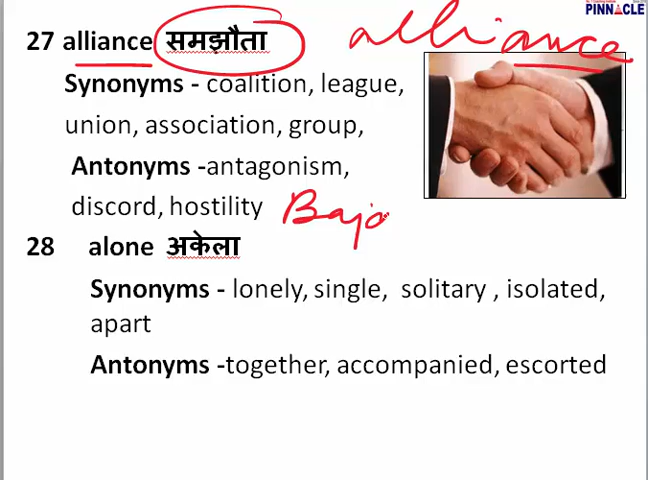 PINNACLE
27 alliance समझौता alliance
Synonyms - coalition, league,
union, association, group,
Antonyms -antagonism,
discord, hostility Bajo
28 alone अकेला
Synonyms - lonely, single, solitary , isolated,
apart
Antonyms -together, accompanied, escorted